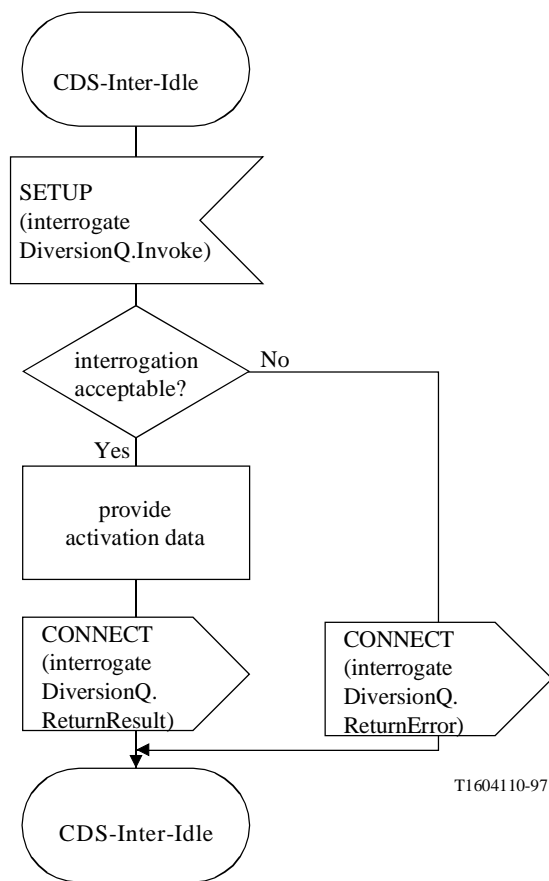 CDS-Inter-Idle
SETUP
(interrogate
DiversionQ.Invoke)
interrogation
acceptable?
No
Yes
provide
activation data
CONNECT
(interrogate
DiversionQ.
ReturnResult)
CONNECT
(interrogate
DiversionQ.
ReturnError)
T1604110-97
CDS-Inter-Idle